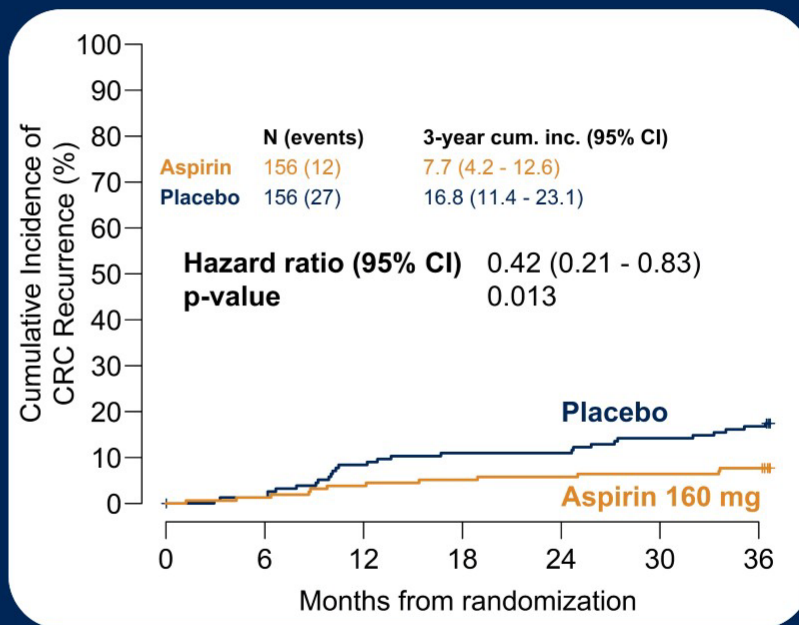 Cumulative Incidence of
CRC Recurrence (%)
100
90
80
70
60
50
40
30
20
10
0
N (events) 3-year cum. inc. (95% CI)
Aspirin 156 (12) 7.7 (4.2 - 12.6)
Placebo 156 (27) 16.8 (11.4 - 23.1)
Hazard ratio (95% CI) 0.42 (0.21 - 0.83)
p-value 0.013
Placebo
Aspirin 160 mg
0 6 12 18 24 30 36
Months from randomization